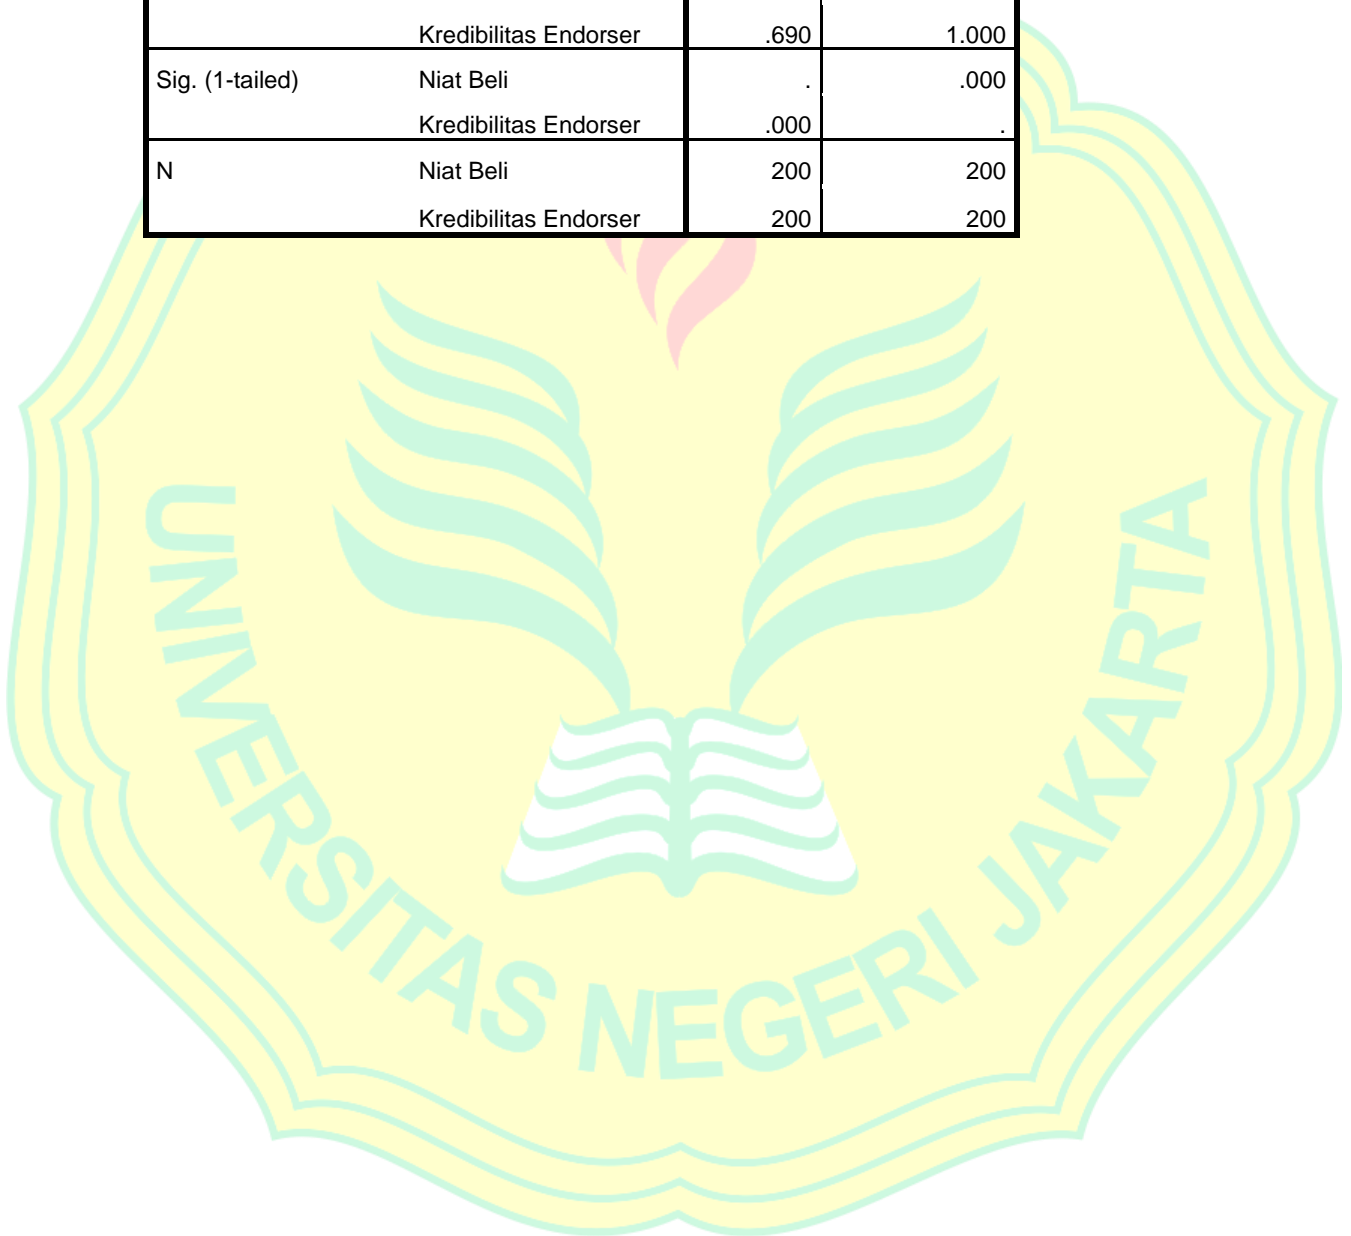 Kredibilitas Endorser .690 1.000
Sig. (1-tailed) Niat Beli . .000
Kredibilitas Endorser .000 .
N Niat Beli 200 200
Kredibilitas Endorser 200 200
UNIVERSITAS NEGERI JAKARTA